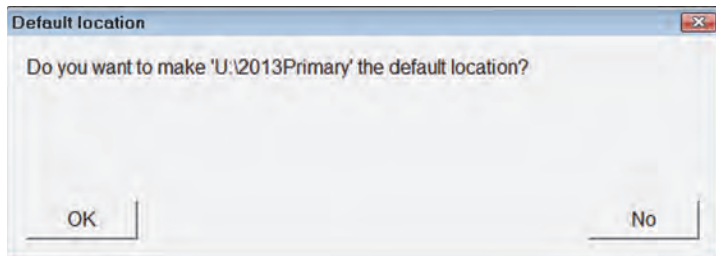 Default location
Do you want to make 'U:\2013Primary' the default location?
OK
No